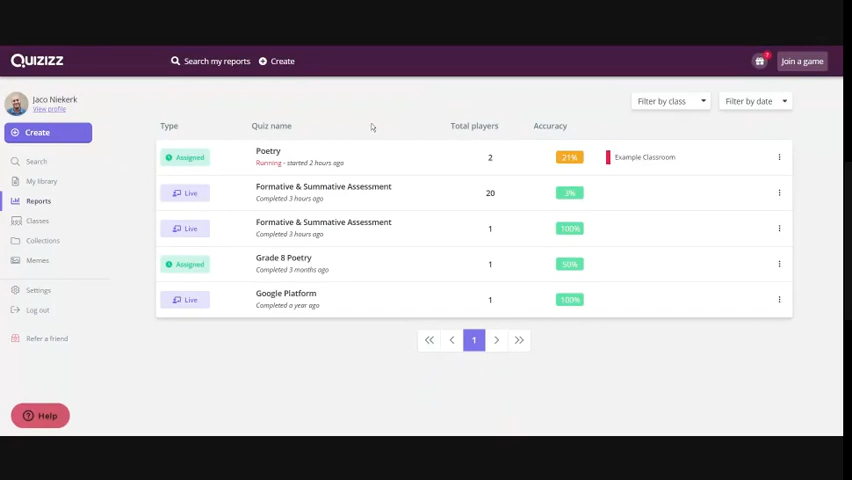 QUIZIZZ
Search my reports
Create
7
Join a game
Jaco Niekerk
View profile
Create
Search
My library
Reports
Classes
Collections
Memes
Settings
Log out
Refer a friend
Help
Filter by class
Filter by date
Type Quiz name Total players Accuracy
Assigned Poetry 2 21% Example Classroom
Running - started 2 hours ago
Live Formative & Summative Assessment 20 3%
Completed 3 hours ago
Live Formative & Summative Assessment 1 100%
Completed 3 hours ago
Assigned Grade 8 Poetry 1 50%
Completed 3 months ago
Live Google Platform 1 100%
Completed a year ago
1